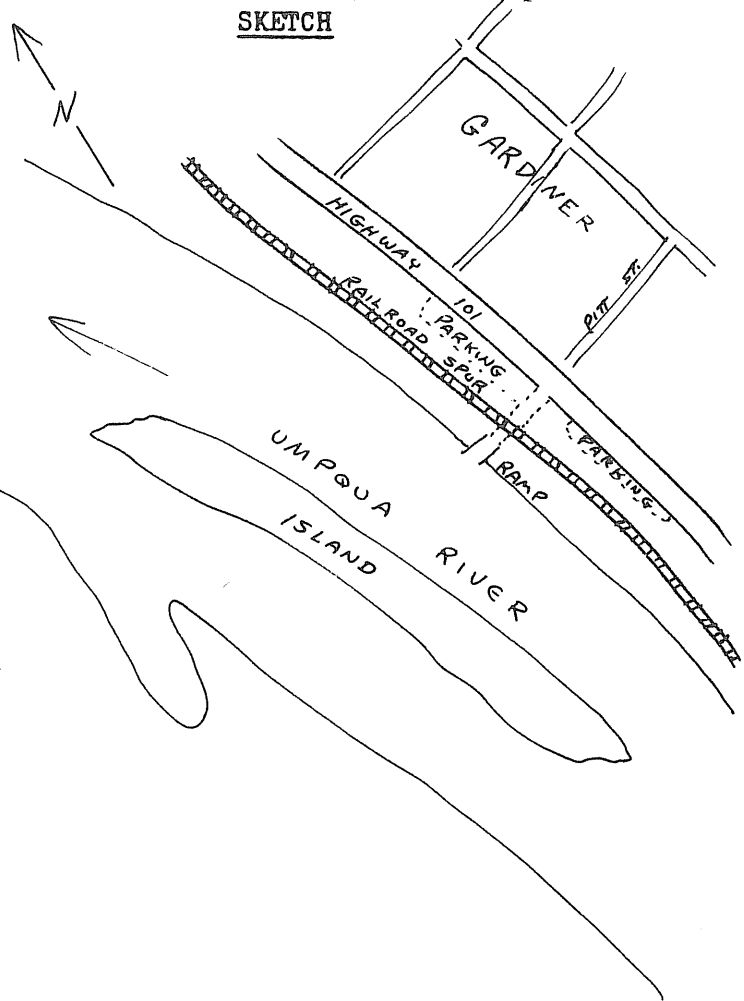 SKETCH
N
GARDINER
HIGHWAY 101
PITT ST.
RAILROAD SPUR
PARKING
PARKING
RAMP
UMPQUA RIVER
ISLAND